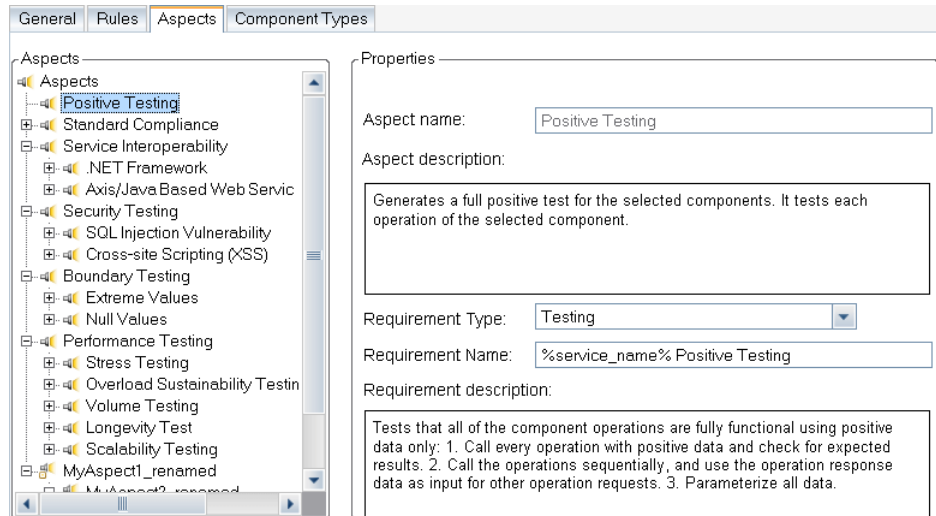 General Rules Aspects Component Types
Aspects
Aspects
Positive Testing
Standard Compliance
Service Interoperability
.NET Framework
Axis/Java Based Web Servic
Security Testing
SQL Injection Vulnerability
Cross-site Scripting (XSS)
Boundary Testing
Extreme Values
Null Values
Performance Testing
Stress Testing
Overload Sustainability Testin
Volume Testing
Longevity Test
Scalability Testing
MyAspect1_renamed
MyAspect2_renamed
Properties
Aspect name: Positive Testing
Aspect description:
Generates a full positive test for the selected components. It tests each
operation of the selected component.
Requirement Type: Testing
Requirement Name: %service_name% Positive Testing
Requirement description:
Tests that all of the component operations are fully functional using positive
data only: 1. Call every operation with positive data and check for expected
results. 2. Call the operations sequentially, and use the operation response
data as input for other operation requests. 3. Parameterize all data.